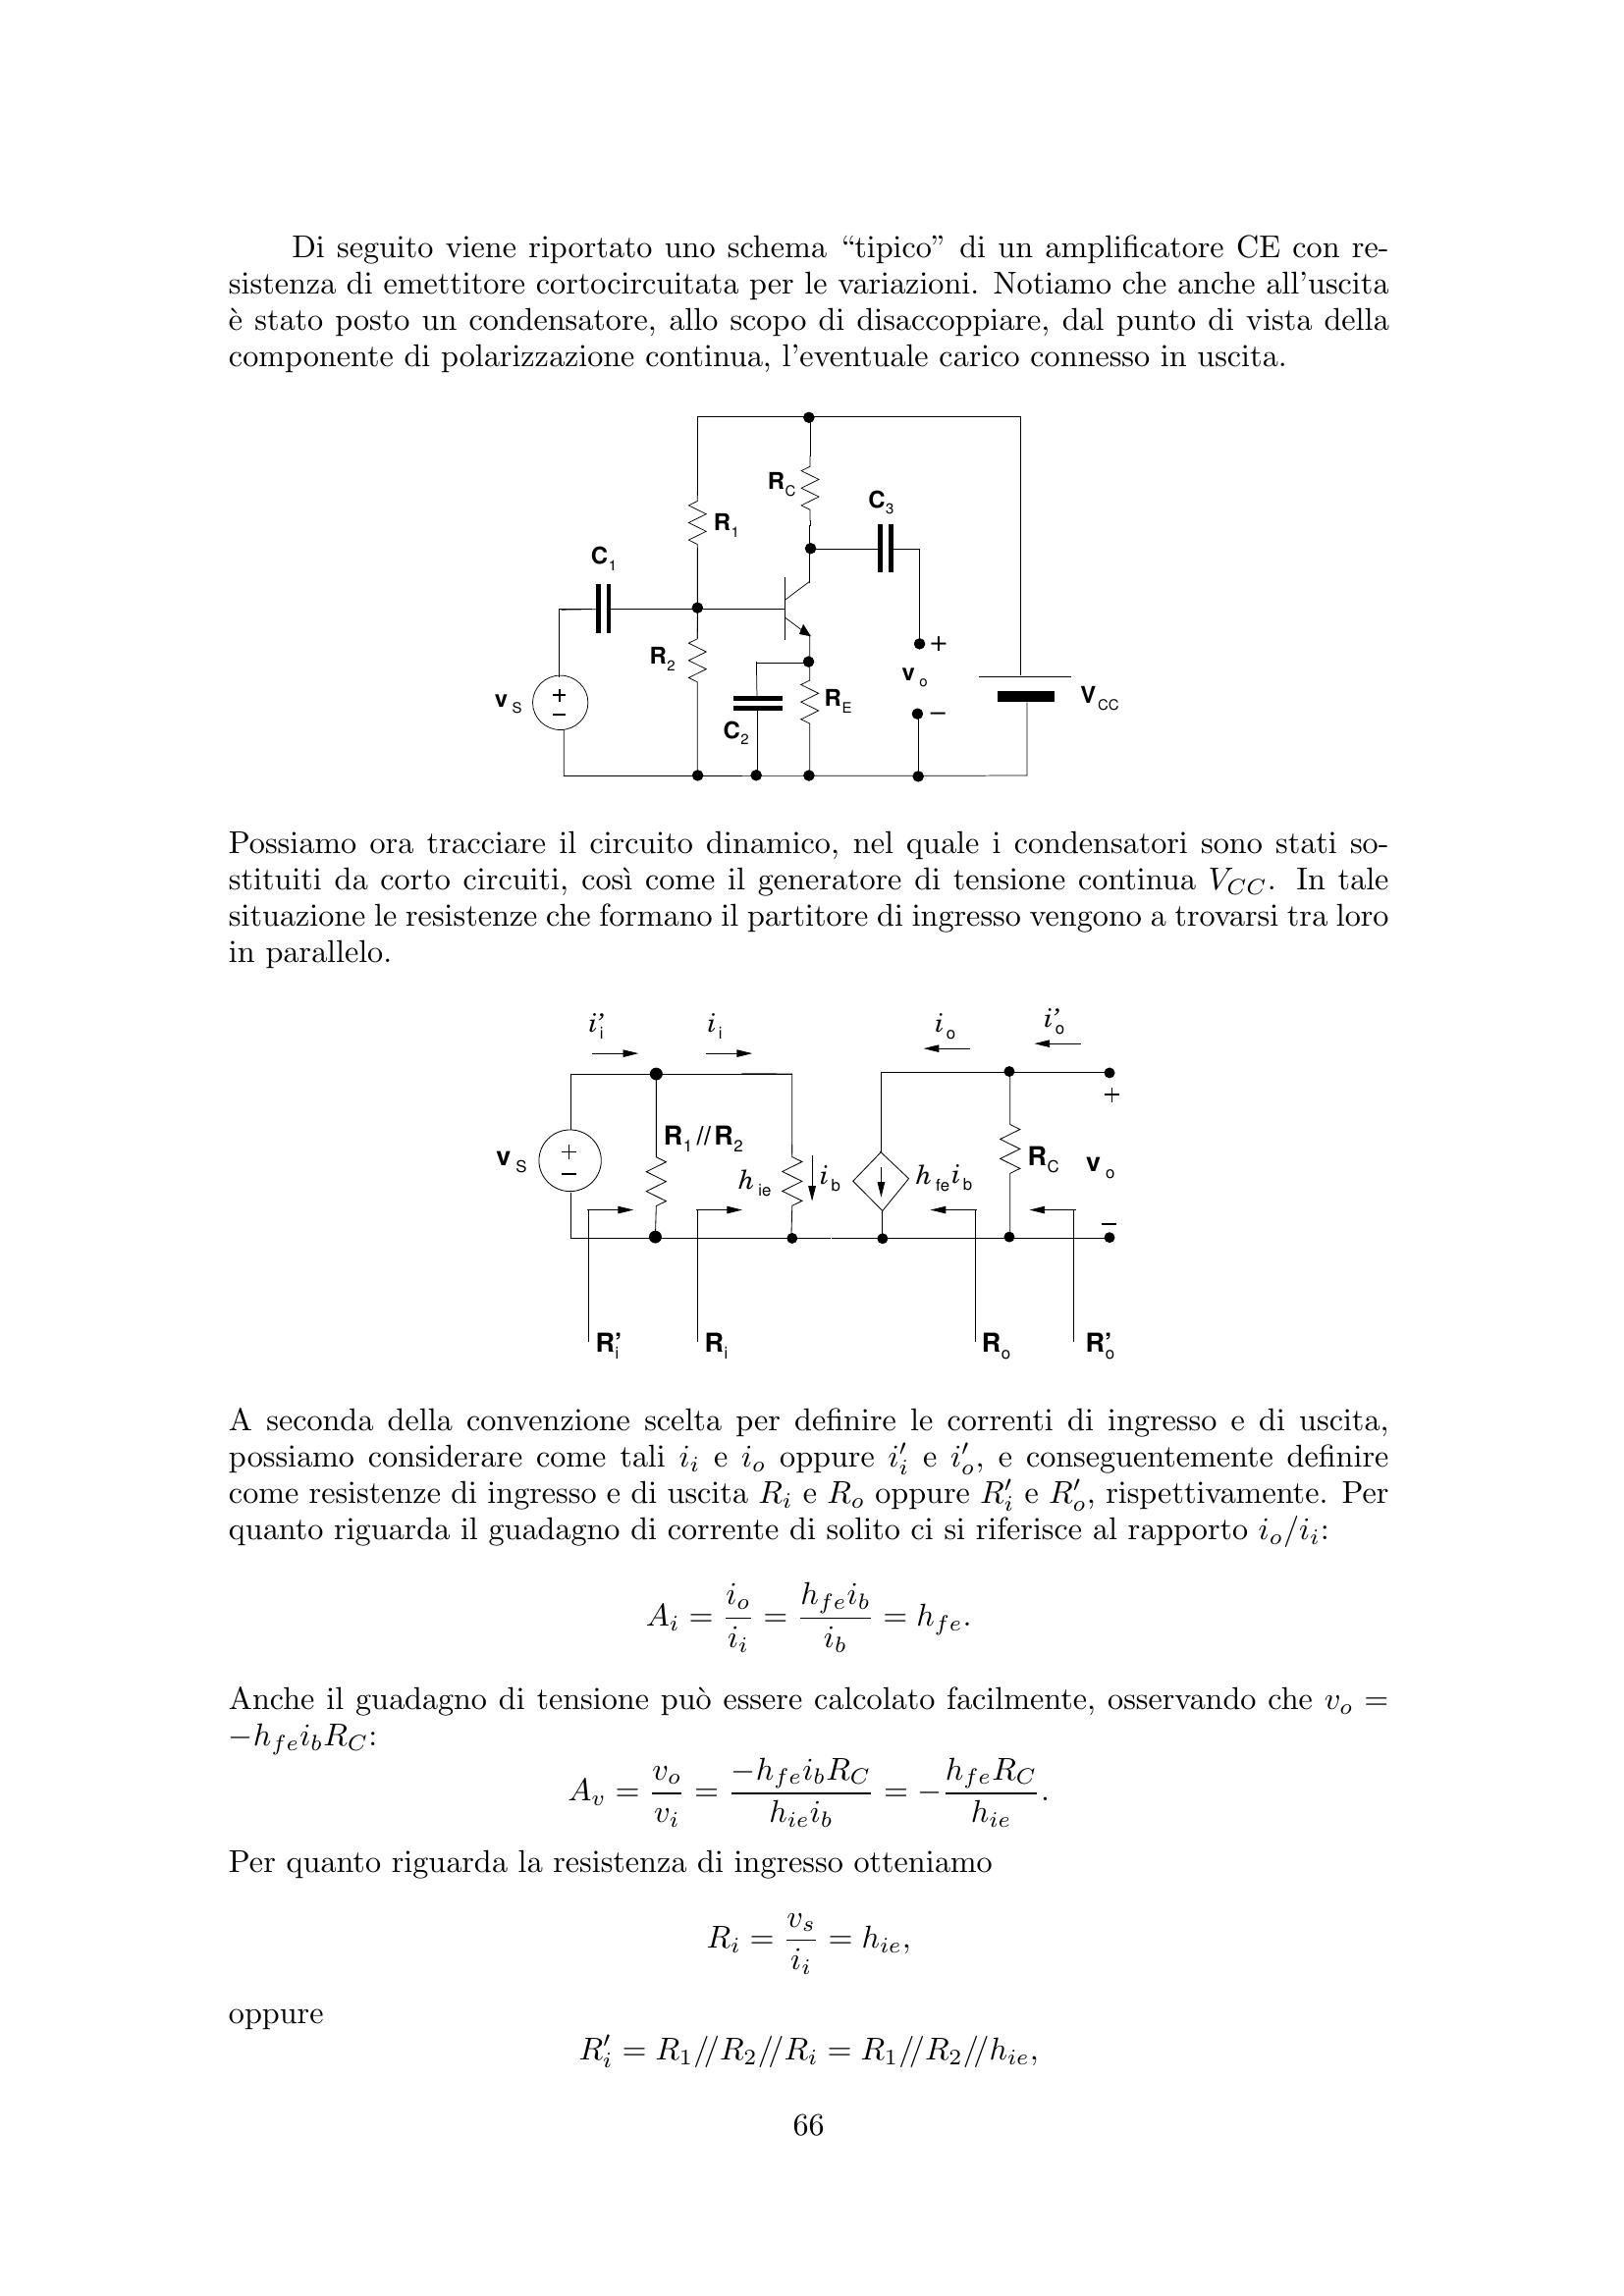 Di seguito viene riportato uno schema “tipico” di un amplificatore CE con re-
sistenza di emettitore cortocircuitata per le variazioni. Notiamo che anche all’uscita
è stato posto un condensatore, allo scopo di disaccoppiare, dal punto di vista della
componente di polarizzazione continua, l’eventuale carico connesso in uscita.
R_C
C_3
R_1
C_1
R_2
+
v_o
v_S
+
−
R_E
V_CC
−
C_2
Possiamo ora tracciare il circuito dinamico, nel quale i condensatori sono stati so-
stituiti da corto circuiti, così come il generatore di tensione continua V_{CC}. In tale
situazione le resistenze che formano il partitore di ingresso vengono a trovarsi tra loro
in parallelo.
i’_i i_i i_o i’_o
+
R_1//R_2
v_S
+
−
h_ie i_b h_fe i_b R_C v_o
−
R’_i R_i R_o R’_o
A seconda della convenzione scelta per definire le correnti di ingresso e di uscita,
possiamo considerare come tali i_i e i_o oppure i'_i e i'_o, e conseguentemente definire
come resistenze di ingresso e di uscita R_i e R_o oppure R'_i e R'_o, rispettivamente. Per
quanto riguarda il guadagno di corrente di solito ci si riferisce al rapporto i_o/i_i:
A_i = \frac{i_o}{i_i} = \frac{h_{fe}i_b}{i_b} = h_{fe}.
Anche il guadagno di tensione può essere calcolato facilmente, osservando che v_o =
−h_{fe}i_bR_C:
A_v = \frac{v_o}{v_i} = \frac{−h_{fe}i_bR_C}{h_{ie}i_b} = −\frac{h_{fe}R_C}{h_{ie}}.
Per quanto riguarda la resistenza di ingresso otteniamo
R_i = \frac{v_s}{i_i} = h_{ie},
oppure
R'_i = R_1//R_2//R_i = R_1//R_2//h_{ie},
66